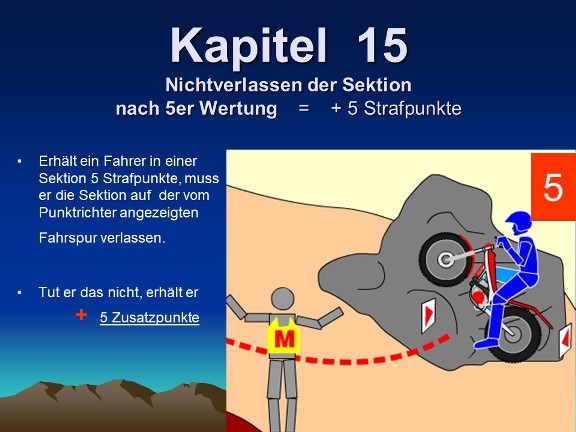 Kapitel 15
Nichtverlassen der Sektion
nach 5er Wertung = + 5 Strafpunkte
• Erhält ein Fahrer in einer
Sektion 5 Strafpunkte, muss
er die Sektion auf der vom
Punktrichter angezeigten
Fahrspur verlassen.
• Tut er das nicht, erhält er
+ 5 Zusatzpunkte
5
M